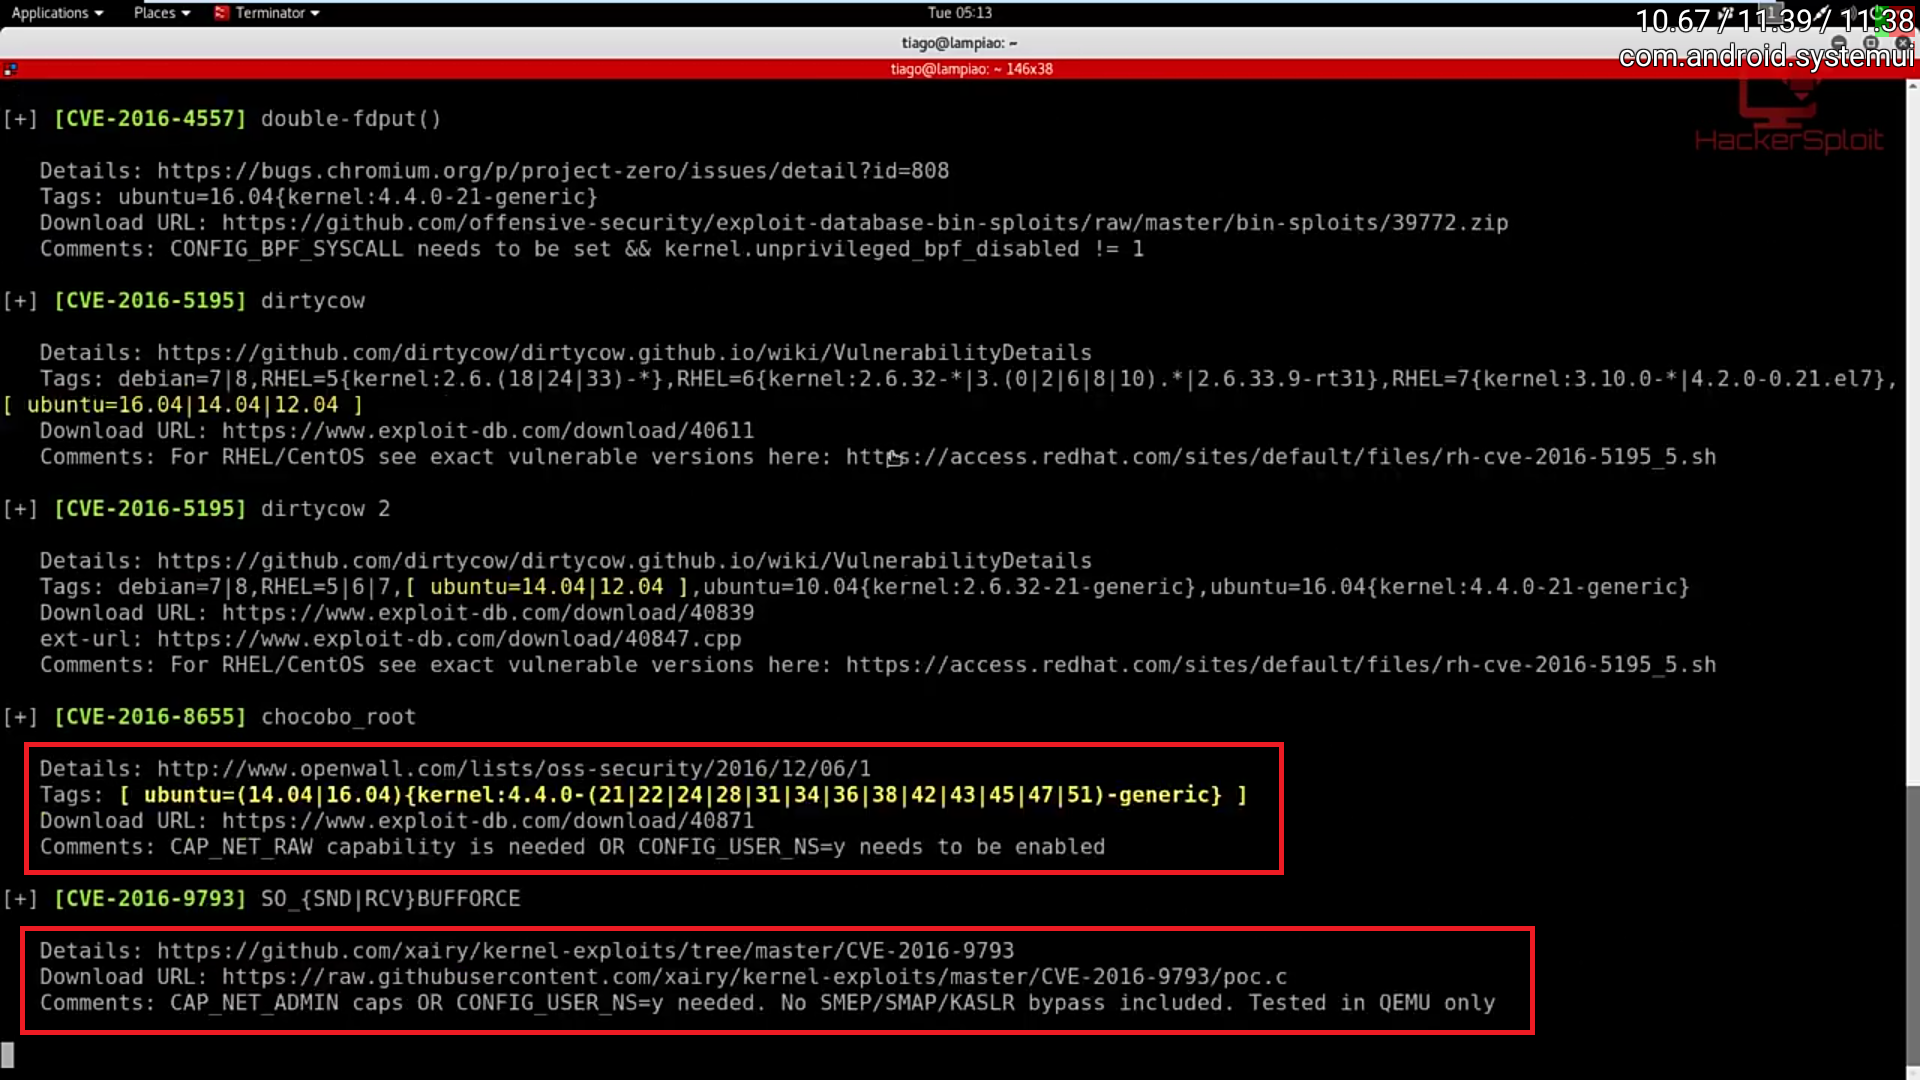 Applications Places Terminator Tue 05:13
10.67 / 11.39 / 11.38
tiago@lampiao: ~
com.android.systemui
tiago@lampiao: ~ 146x38
HackerSploit
[+] [CVE-2016-4557] double-fdput()
Details: https://bugs.chromium.org/p/project-zero/issues/detail?id=808
Tags: ubuntu=16.04{kernel:4.4.0-21-generic}
Download URL: https://github.com/offensive-security/exploit-database-bin-sploits/raw/master/bin-sploits/39772.zip
Comments: CONFIG_BPF_SYSCALL needs to be set && kernel.unprivileged_bpf_disabled != 1
[+] [CVE-2016-5195] dirtycow
Details: https://github.com/dirtycow/dirtycow.github.io/wiki/VulnerabilityDetails
Tags: debian=7|8,RHEL=5{kernel:2.6.(18|24|33)-*},RHEL=6{kernel:2.6.32-*|3.(0|2|6|8|10).*|2.6.33.9-rt31},RHEL=7{kernel:3.10.0-*|4.2.0-0.21.el7},
[ ubuntu=16.04|14.04|12.04 ]
Download URL: https://www.exploit-db.com/download/40611
Comments: For RHEL/CentOS see exact vulnerable versions here: https://access.redhat.com/sites/default/files/rh-cve-2016-5195_5.sh
[+] [CVE-2016-5195] dirtycow 2
Details: https://github.com/dirtycow/dirtycow.github.io/wiki/VulnerabilityDetails
Tags: debian=7|8,RHEL=5|6|7,[ ubuntu=14.04|12.04 ],ubuntu=10.04{kernel:2.6.32-21-generic},ubuntu=16.04{kernel:4.4.0-21-generic}
Download URL: https://www.exploit-db.com/download/40839
ext-url: https://www.exploit-db.com/download/40847.cpp
Comments: For RHEL/CentOS see exact vulnerable versions here: https://access.redhat.com/sites/default/files/rh-cve-2016-5195_5.sh
[+] [CVE-2016-8655] chocobo_root
Details: http://www.openwall.com/lists/oss-security/2016/12/06/1
Tags: [ ubuntu=(14.04|16.04){kernel:4.4.0-(21|22|24|28|31|34|36|38|42|43|45|47|51)-generic} ]
Download URL: https://www.exploit-db.com/download/40871
Comments: CAP_NET_RAW capability is needed OR CONFIG_USER_NS=y needs to be enabled
[+] [CVE-2016-9793] SO_{SND|RCV}BUFFORCE
Details: https://github.com/xairy/kernel-exploits/tree/master/CVE-2016-9793
Download URL: https://raw.githubusercontent.com/xairy/kernel-exploits/master/CVE-2016-9793/poc.c
Comments: CAP_NET_ADMIN caps OR CONFIG_USER_NS=y needed. No SMEP/SMAP/KASLR bypass included. Tested in QEMU only